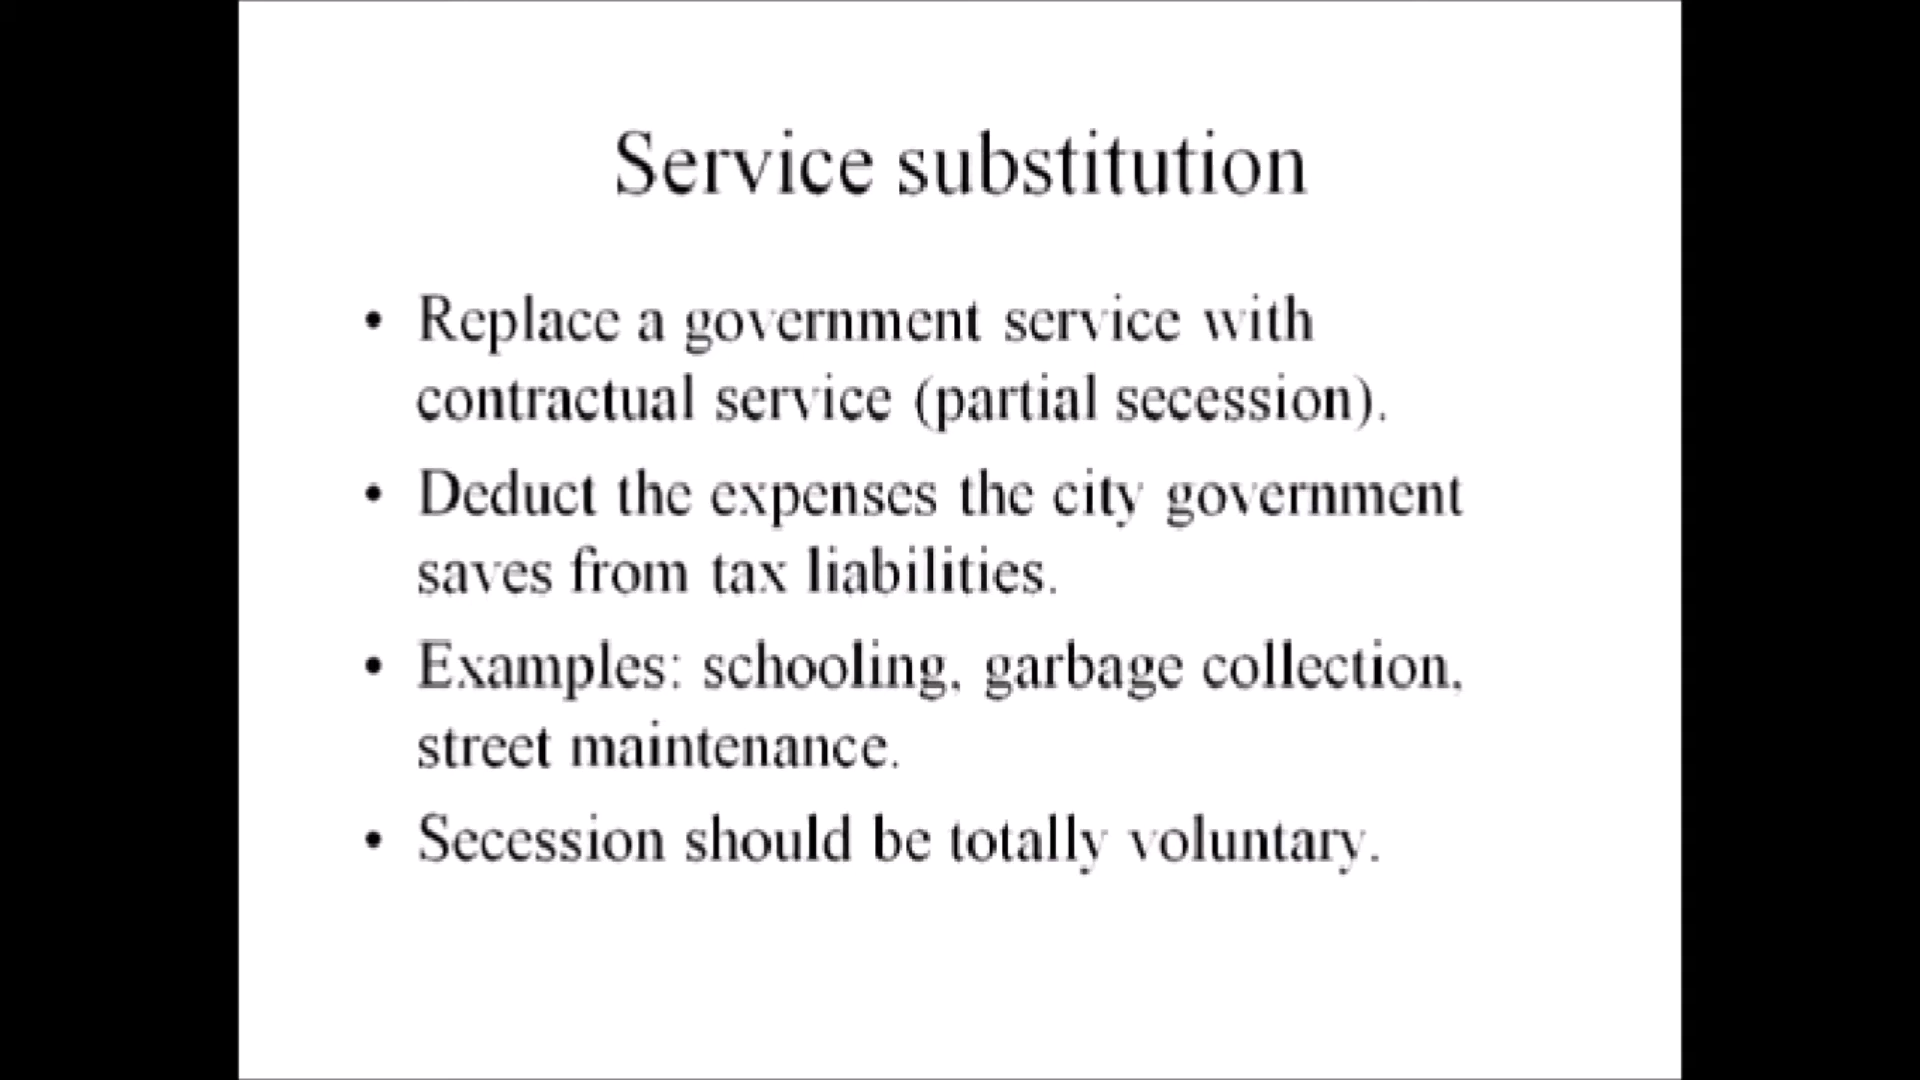 Service substitution
• Replace a government service with
contractual service (partial secession).
• Deduct the expenses the city government
saves from tax liabilities.
• Examples: schooling, garbage collection,
street maintenance.
• Secession should be totally voluntary.